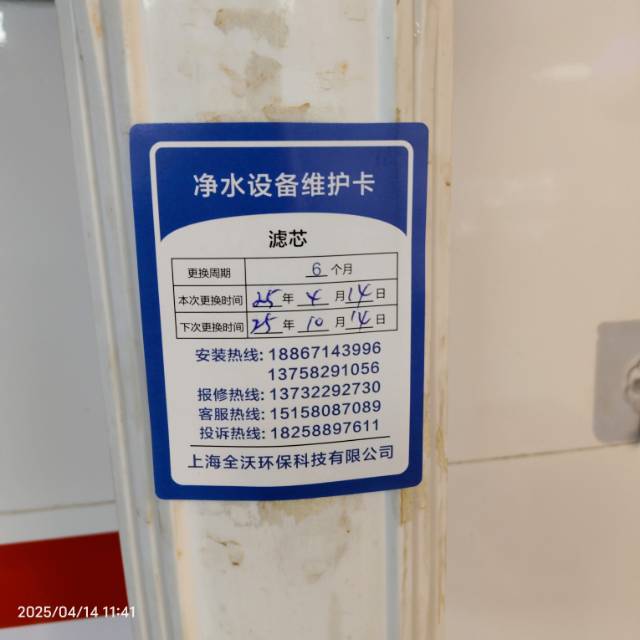 净水设备维护卡
滤芯
更换周期 6 个月
本次更换时间 25 年 4 月 14 日
下次更换时间 25 年 10 月 14 日
安装热线: 18867143996
13758291056
报修热线: 13732292730
客服热线: 15158087089
投诉热线: 18258897611
上海全沃环保科技有限公司
2025/04/14 11:41